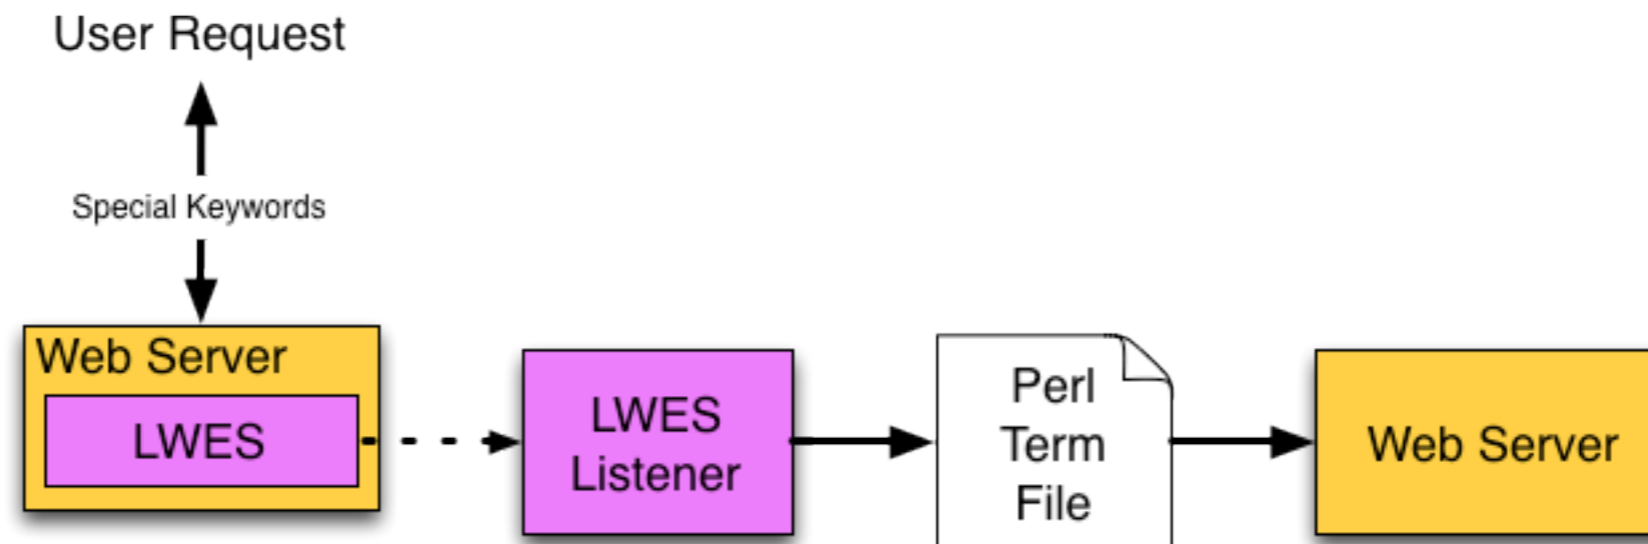 User Request
Special Keywords
Web Server
LWES
LWES
Listener
Perl
Term
File
Web Server